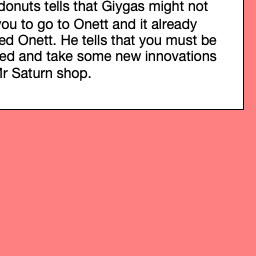 donuts tells that Giygas might not
you to go to Onett and it already
ed Onett. He tells that you must be
ed and take some new innovations
Mr Saturn shop.